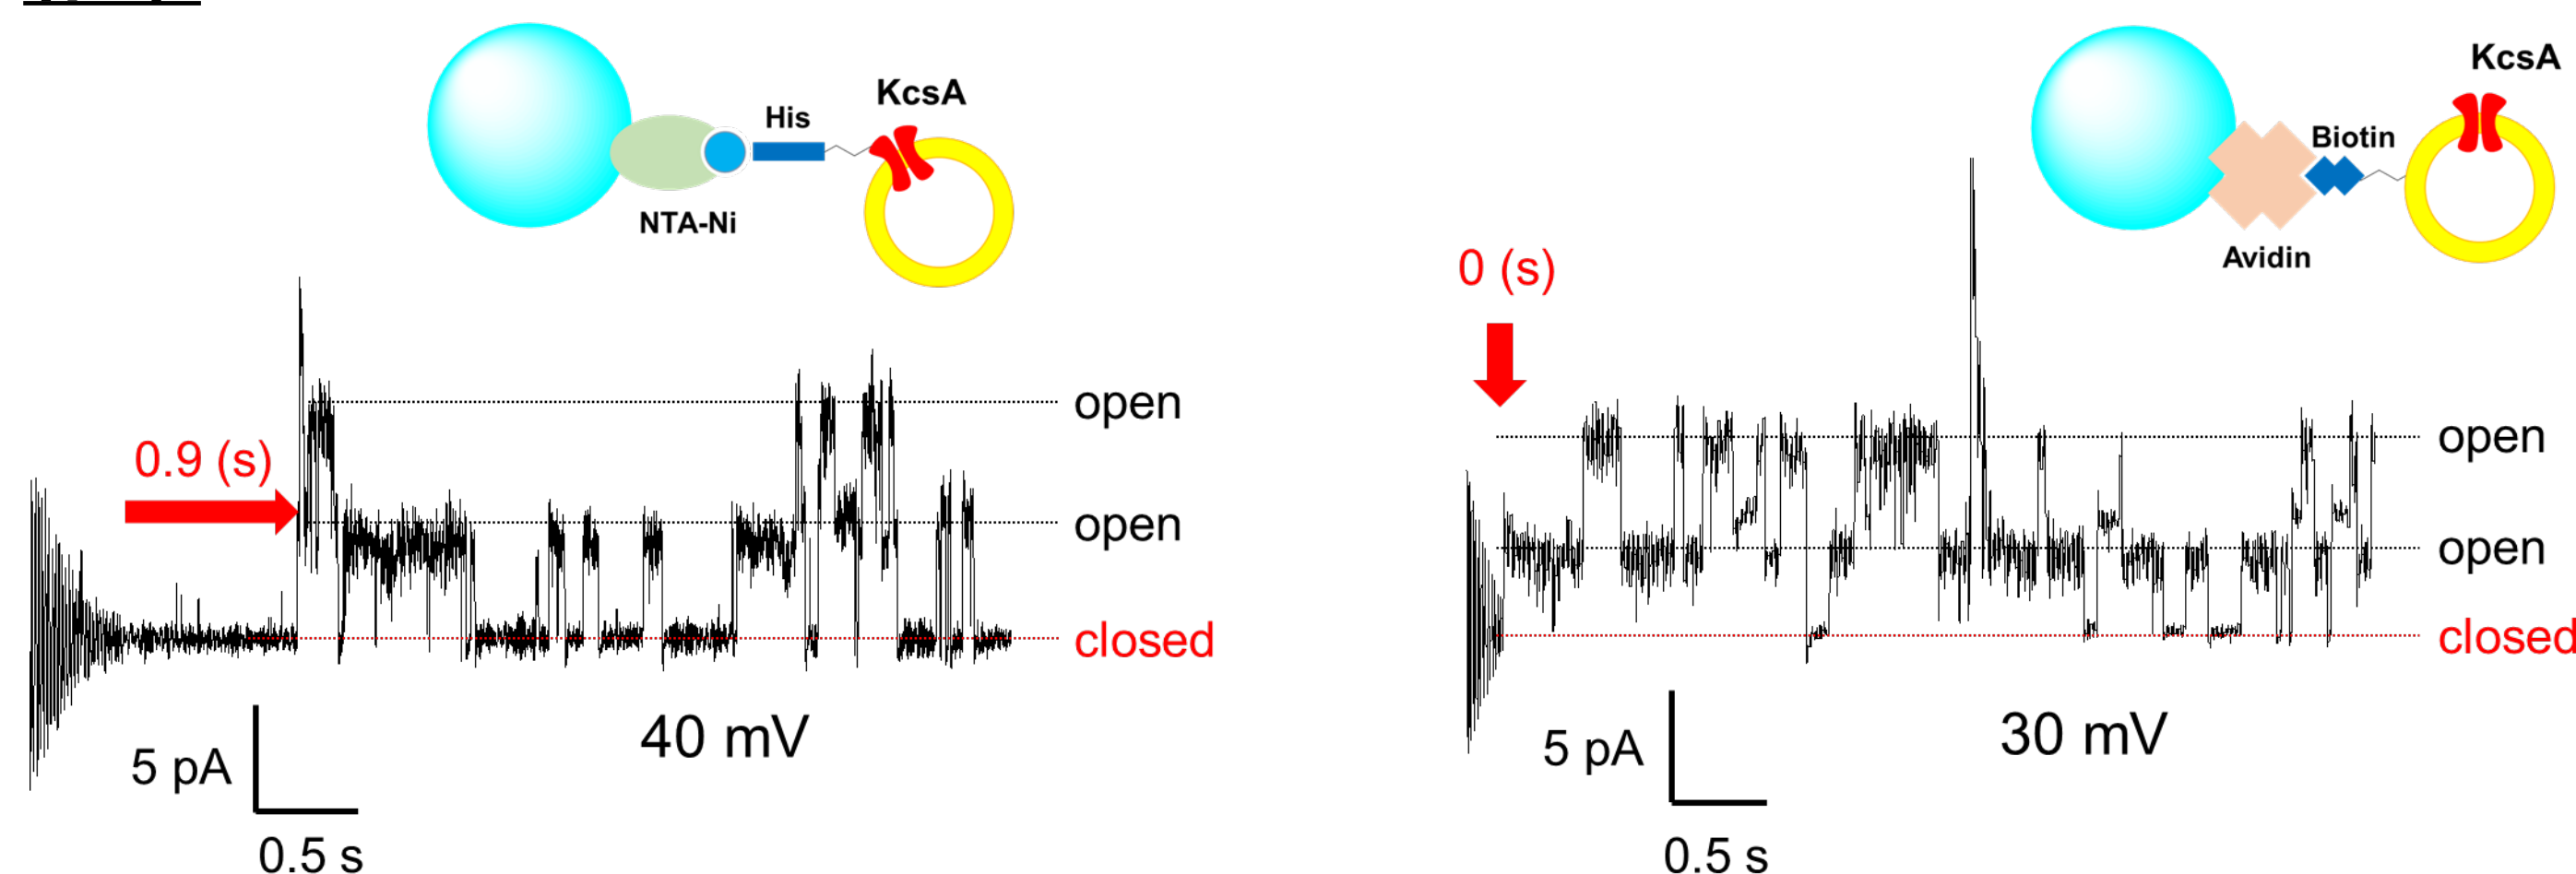 KcsA
His
NTA-Ni
0.9 (s)
open
open
closed
40 mV
5 pA
0.5 s
KcsA
Biotin
Avidin
0 (s)
open
open
closed
30 mV
5 pA
0.5 s